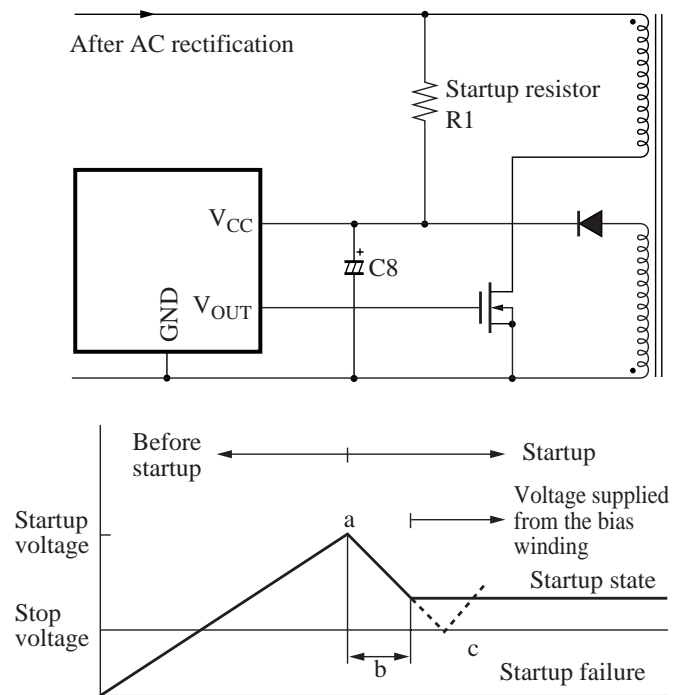 After AC rectification
Startup resistor
R1
VCC
C8
VOUT
GND
Before
startup
Startup
Voltage supplied
from the bias
winding
Startup
voltage
a
Startup state
Stop
voltage
b
c
Startup failure